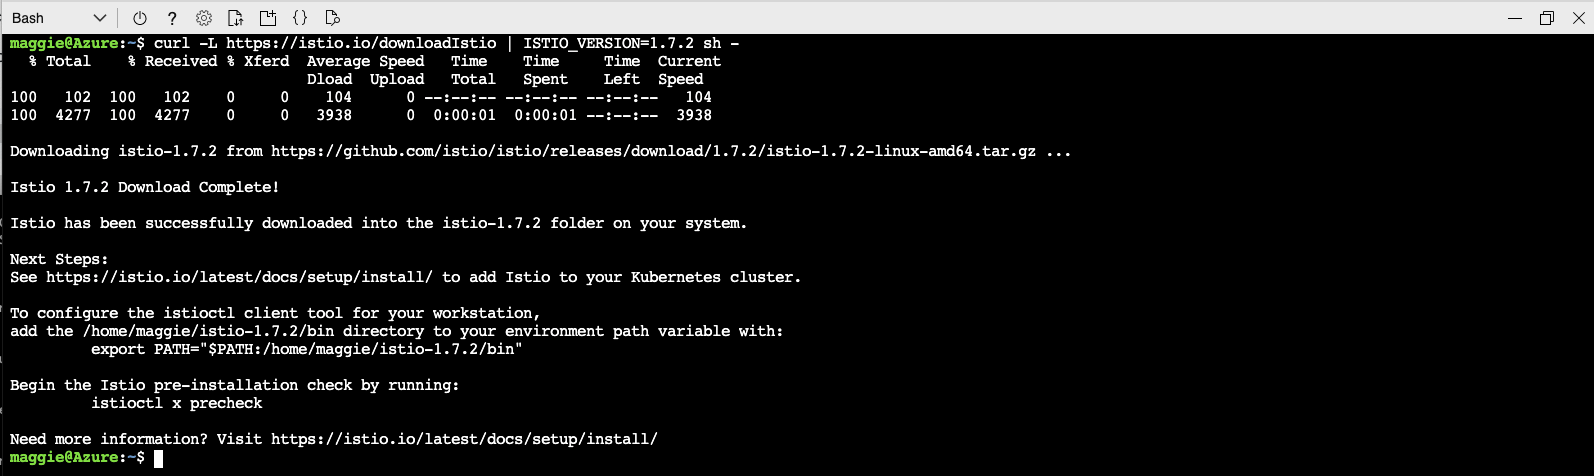 Bash
maggie@Azure:~$ curl -L https://istio.io/downloadIstio | ISTIO_VERSION=1.7.2 sh -
  % Total    % Received % Xferd  Average Speed   Time    Time     Time  Current
                                 Dload  Upload   Total   Spent    Left  Speed
100   102  100   102    0     0    104      0 --:--:-- --:--:-- --:--:--   104
100  4277  100  4277    0     0   3938      0  0:00:01  0:00:01 --:--:--  3938
Downloading istio-1.7.2 from https://github.com/istio/istio/releases/download/1.7.2/istio-1.7.2-linux-amd64.tar.gz ...
Istio 1.7.2 Download Complete!
Istio has been successfully downloaded into the istio-1.7.2 folder on your system.
Next Steps:
See https://istio.io/latest/docs/setup/install/ to add Istio to your Kubernetes cluster.
To configure the istioctl client tool for your workstation,
add the /home/maggie/istio-1.7.2/bin directory to your environment path variable with:
         export PATH="$PATH:/home/maggie/istio-1.7.2/bin"
Begin the Istio pre-installation check by running:
         istioctl x precheck
Need more information? Visit https://istio.io/latest/docs/setup/install/
maggie@Azure:~$